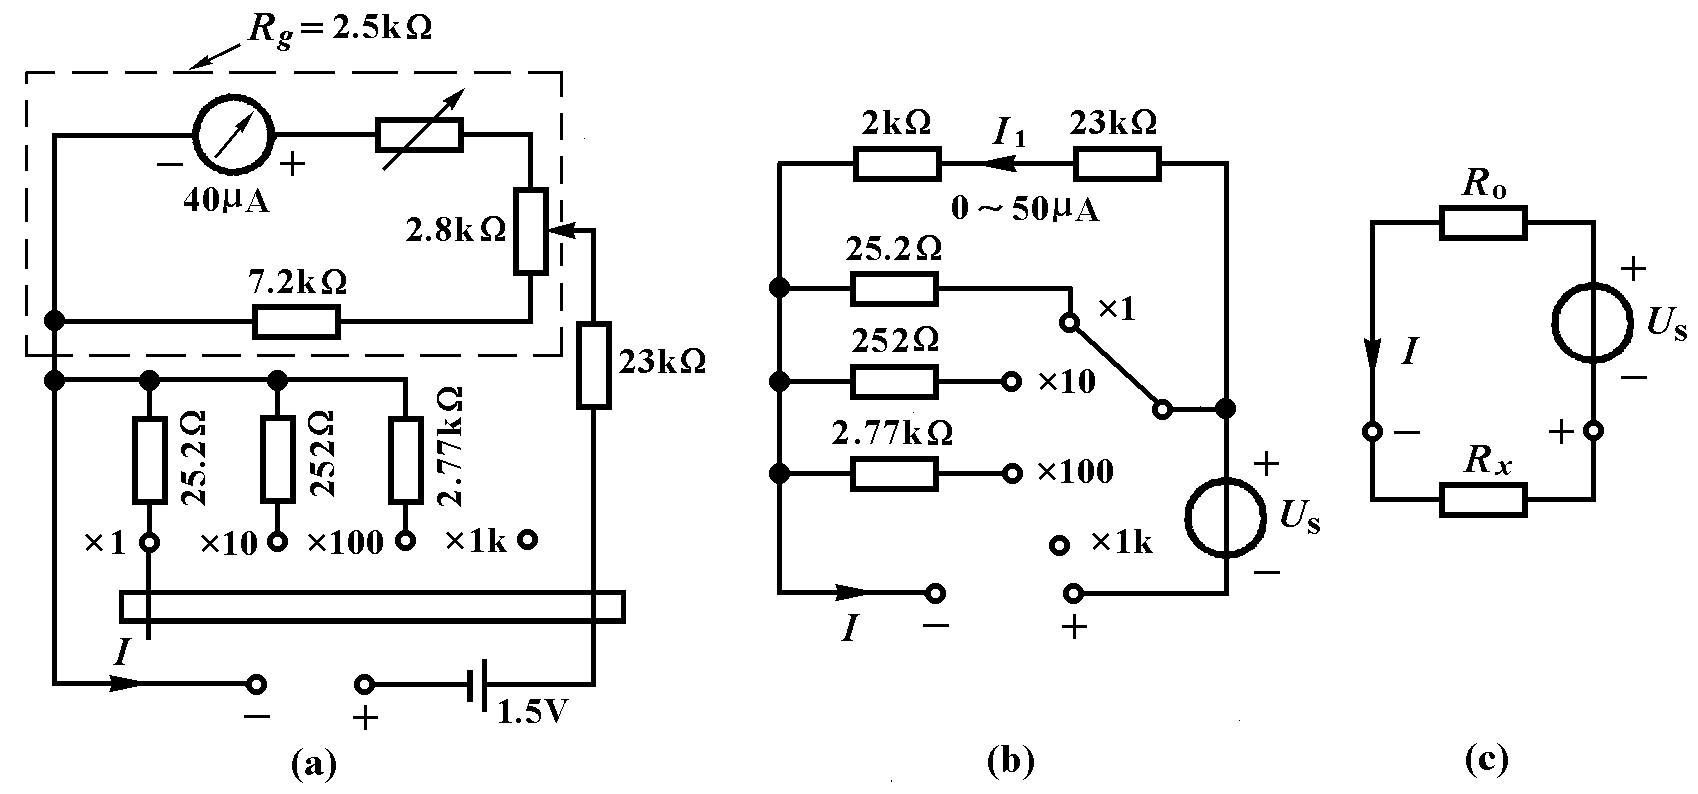 Rg = 2.5kΩ
− +
40μA
2.8kΩ
7.2kΩ
23kΩ
25.2Ω 252Ω 2.77kΩ
×1 ×10 ×100 ×1k
I
− + 1.5V
(a)
2kΩ I1 23kΩ
0 ~ 50μA
25.2Ω
×1
252Ω
×10
2.77kΩ
×100
+
Us
×1k
−
I − +
(b)
Ro
+
Us
I −
− +
Rx
(c)